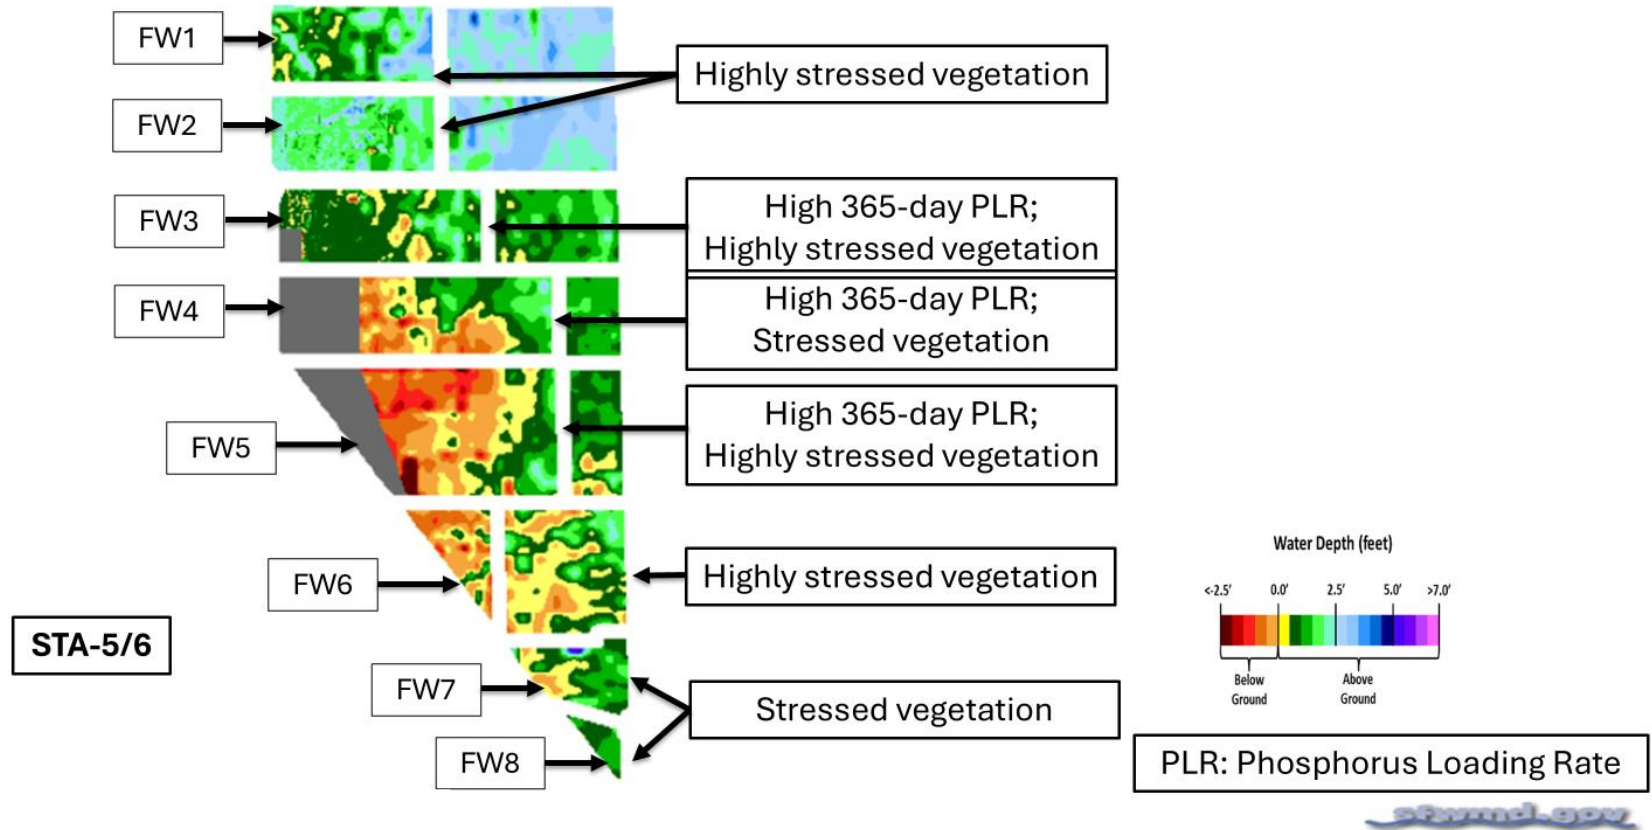 FW1
Highly stressed vegetation
FW2
FW3
High 365-day PLR;
Highly stressed vegetation
FW4
High 365-day PLR;
Stressed vegetation
FW5
High 365-day PLR;
Highly stressed vegetation
FW6
Highly stressed vegetation
STA-5/6
FW7
Stressed vegetation
FW8
Water Depth (feet)
<-2.5' 0.0' 2.5' 5.0' >7.0'
Below
Ground
Above
Ground
PLR: Phosphorus Loading Rate
sfwmd.gov